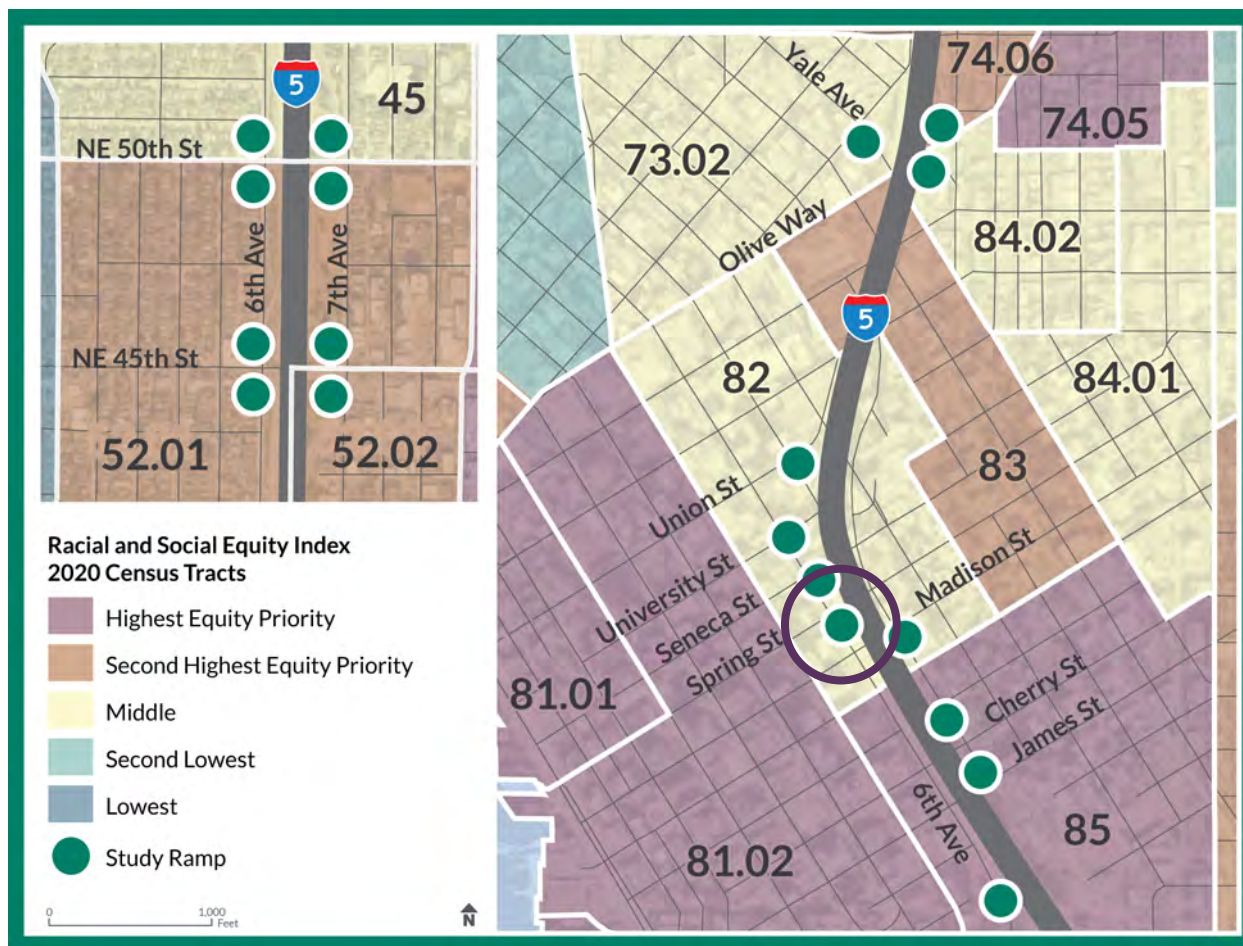 5
45
NE 50th St
6th Ave
7th Ave
NE 45th St
52.01
52.02
Racial and Social Equity Index
2020 Census Tracts
Highest Equity Priority
Second Highest Equity Priority
Middle
Second Lowest
Lowest
Study Ramp
0
1,000
Feet
N
74.06
Yale Ave
74.05
73.02
Olive Way
84.02
5
82
84.01
83
Union St
University St
Madison St
Seneca St
Spring St
81.01
Cherry St
James St
6th Ave
85
81.02